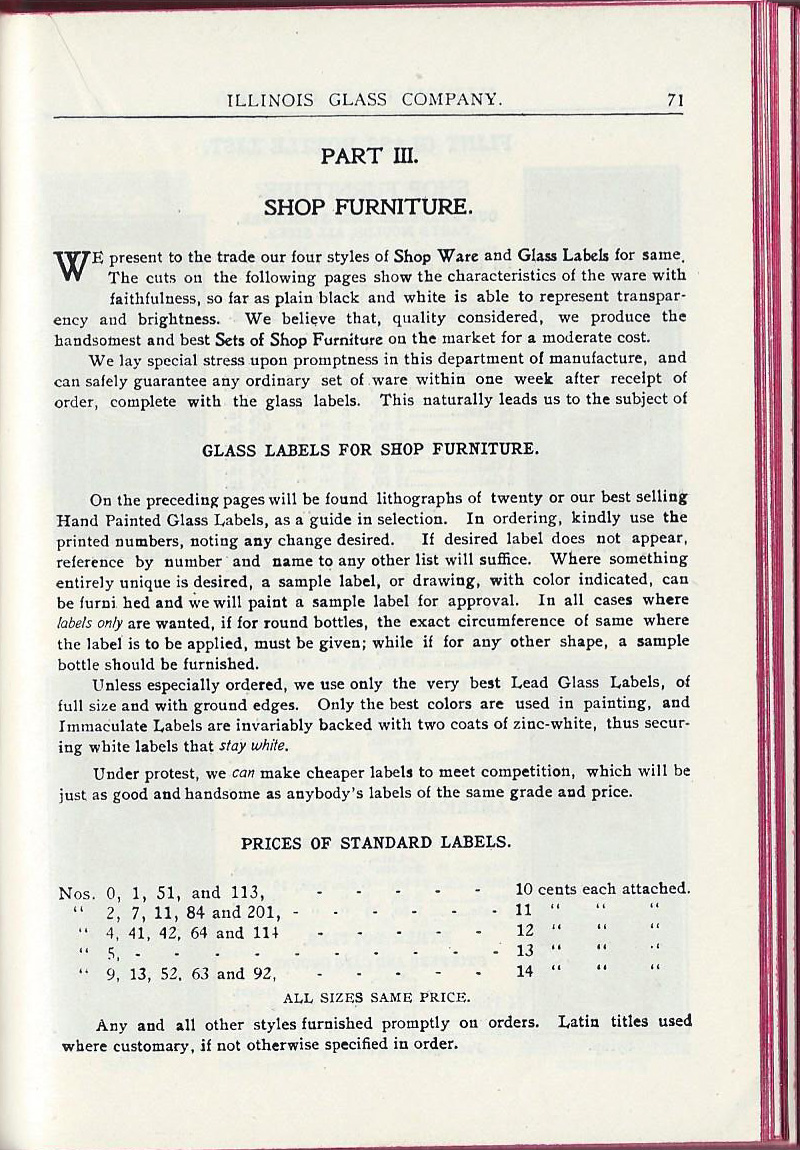 ILLINOIS GLASS COMPANY. 71
PART III.
SHOP FURNITURE.
WE present to the trade our four styles of Shop Ware and Glass Labels for same.
The cuts on the following pages show the characteristics of the ware with
faithfulness, so far as plain black and white is able to represent transpar-
ency and brightness. We believe that, quality considered, we produce the
handsomest and best Sets of Shop Furniture on the market for a moderate cost.
We lay special stress upon promptness in this department of manufacture, and
can safely guarantee any ordinary set of ware within one week after receipt of
order, complete with the glass labels. This naturally leads us to the subject of
GLASS LABELS FOR SHOP FURNITURE.
On the preceding pages will be found lithographs of twenty or our best selling
Hand Painted Glass Labels, as a guide in selection. In ordering, kindly use the
printed numbers, noting any change desired. If desired label does not appear,
reference by number and name to any other list will suffice. Where something
entirely unique is desired, a sample label, or drawing, with color indicated, can
be furni hed and we will paint a sample label for approval. In all cases where
labels only are wanted, if for round bottles, the exact circumference of same where
the label is to be applied, must be given; while if for any other shape, a sample
bottle should be furnished.
Unless especially ordered, we use only the very best Lead Glass Labels, of
full size and with ground edges. Only the best colors are used in painting, and
Immaculate Labels are invariably backed with two coats of zinc-white, thus secur-
ing white labels that stay white.
Under protest, we can make cheaper labels to meet competition, which will be
just as good and handsome as anybody's labels of the same grade and price.
PRICES OF STANDARD LABELS.
Nos. 0, 1, 51, and 113, - - - - - 10 cents each attached.
" 2, 7, 11, 84 and 201, - - - - - - 11 " " "
" 4, 41, 42, 64 and 114 - - - - - 12 " " "
" 5, - - - - - - - - - - 13 " " "
" 9, 13, 52, 63 and 92, - - - - - 14 " " "
ALL SIZES SAME PRICE.
Any and all other styles furnished promptly on orders. Latin titles used
where customary, if not otherwise specified in order.